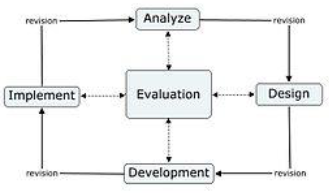 Analyze
revision
revision
Implement
Evaluation
Design
revision
Development
revision